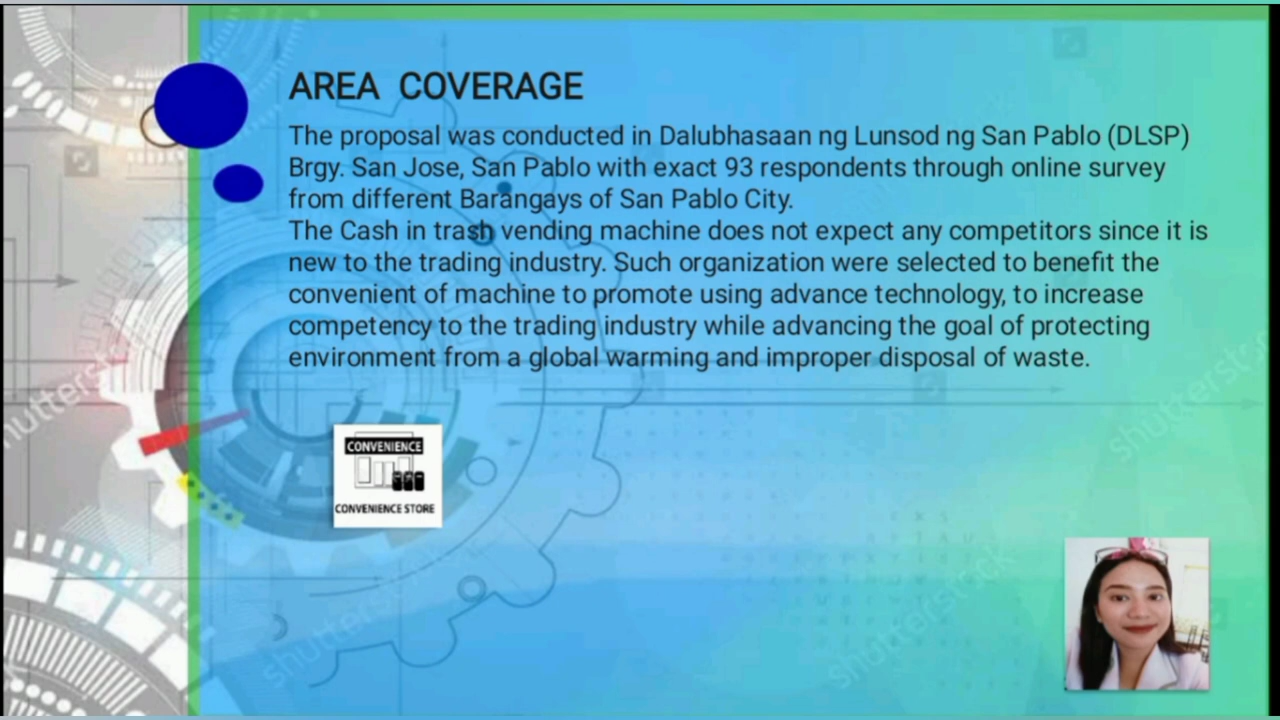 AREA COVERAGE
The proposal was conducted in Dalubhasaan ng Lunsod ng San Pablo (DLSP)
Brgy. San Jose, San Pablo with exact 93 respondents through online survey
from different Barangays of San Pablo City.
The Cash in trash vending machine does not expect any competitors since it is
new to the trading industry. Such organization were selected to benefit the
convenient of machine to promote using advance technology, to increase
competency to the trading industry while advancing the goal of protecting
environment from a global warming and improper disposal of waste.
CONVENIENCE
CONVENIENCE STORE
shutterstock
shutterstock
shutterstock
shutterstock